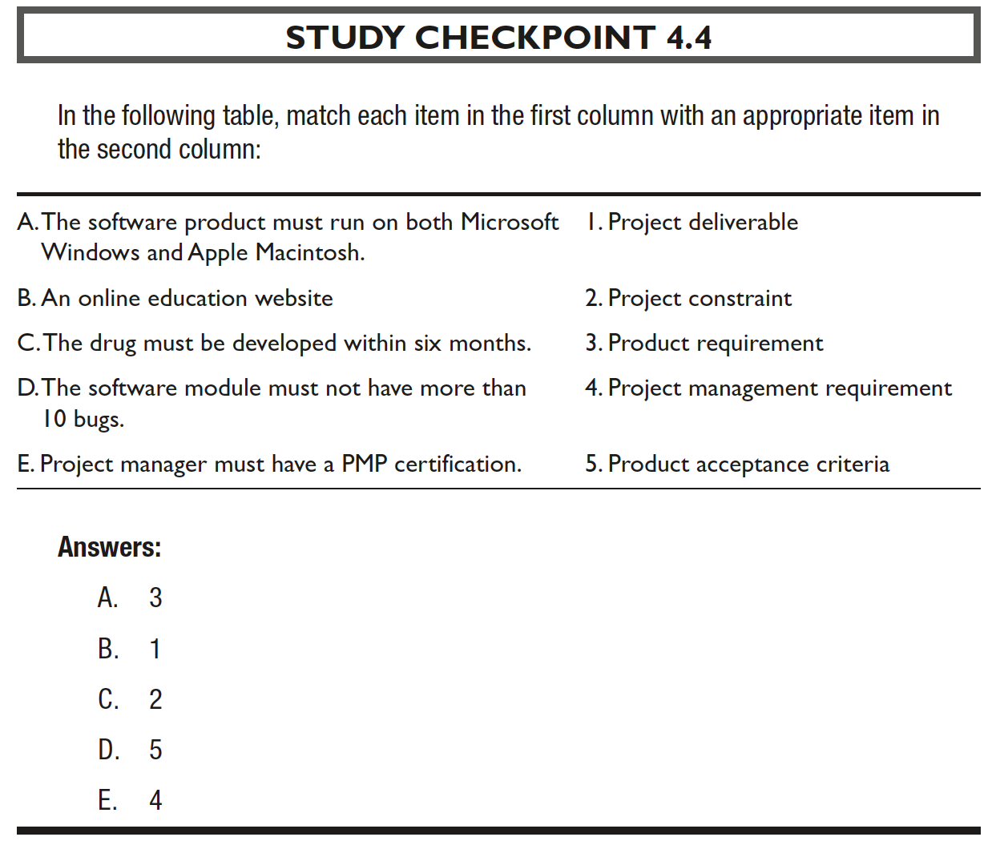 STUDY CHECKPOINT 4.4
In the following table, match each item in the first column with an appropriate item in
the second column:
A. The software product must run on both Microsoft Windows and Apple Macintosh.
1. Project deliverable
B. An online education website
2. Project constraint
C. The drug must be developed within six months.
3. Product requirement
D. The software module must not have more than 10 bugs.
4. Project management requirement
E. Project manager must have a PMP certification.
5. Product acceptance criteria
Answers:
A. 3
B. 1
C. 2
D. 5
E. 4